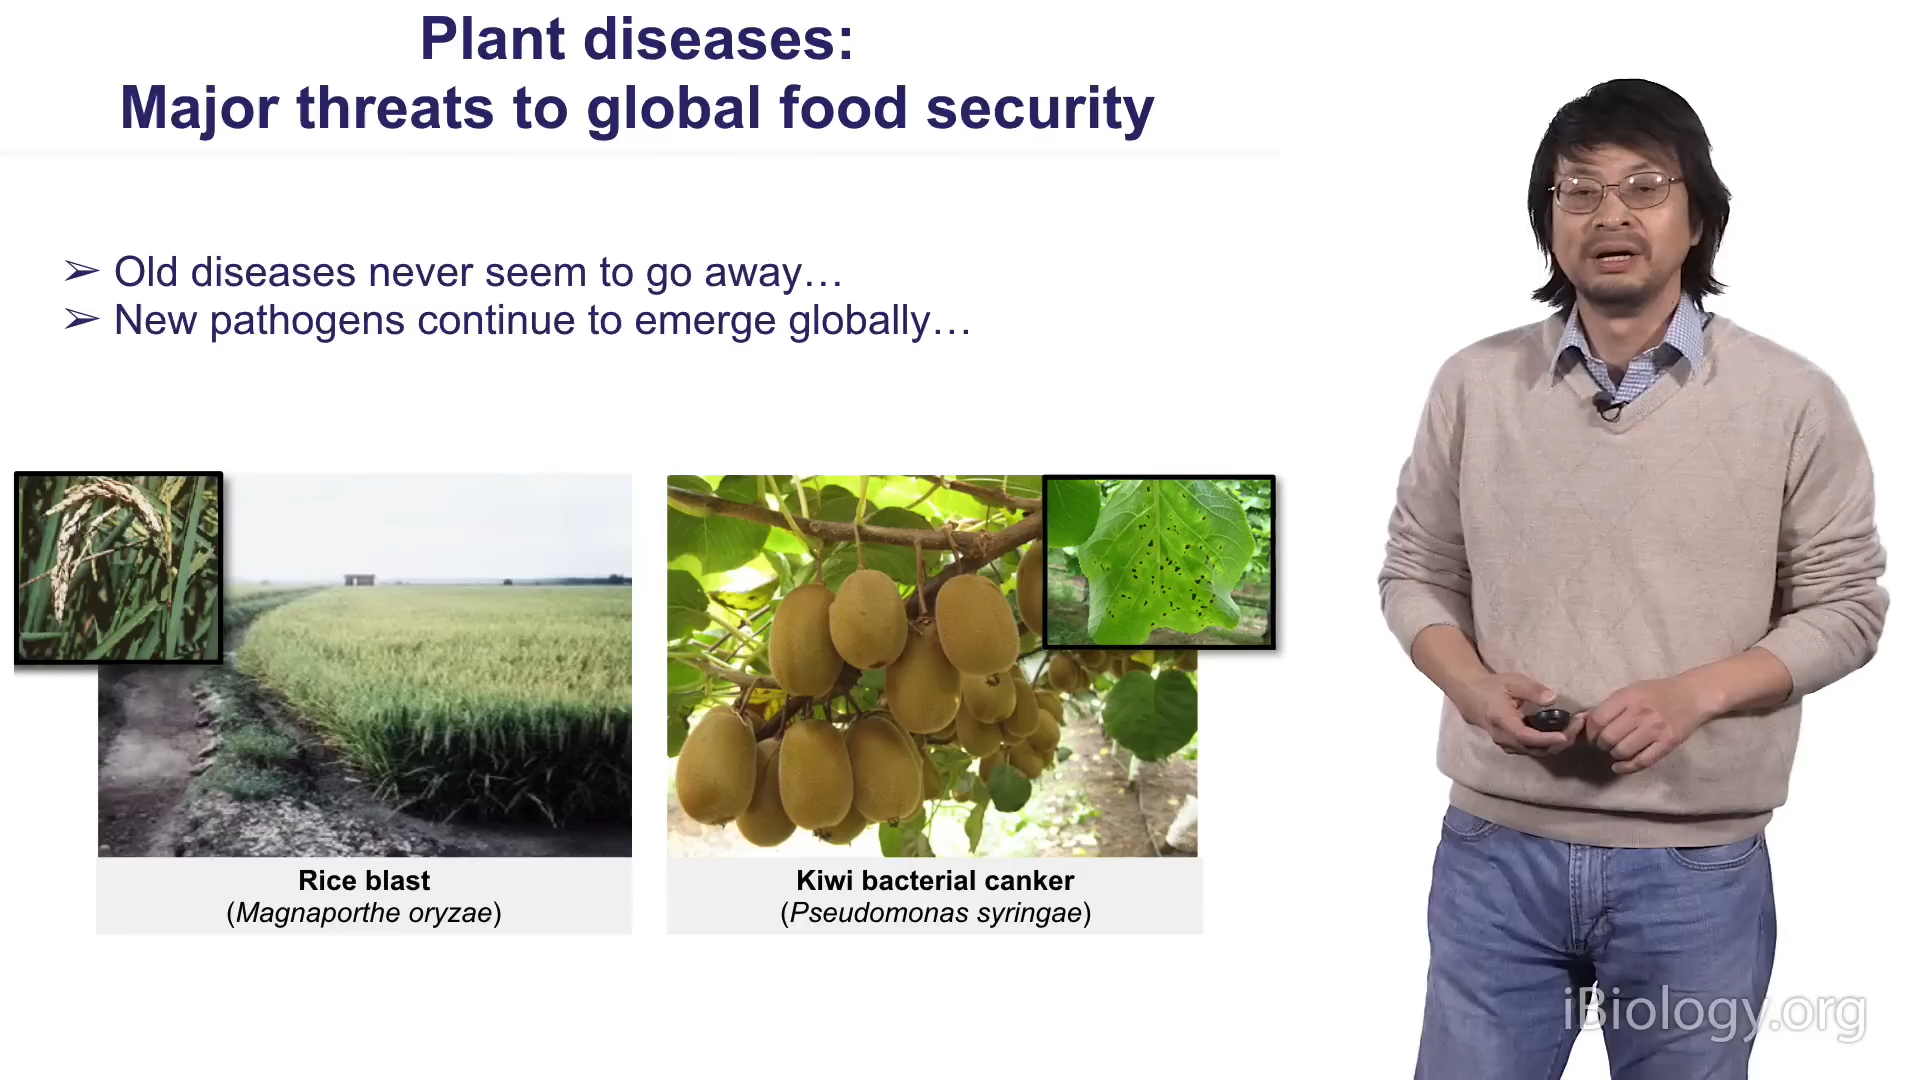 Plant diseases:
Major threats to global food security
➢ Old diseases never seem to go away…
➢ New pathogens continue to emerge globally…
Rice blast
(Magnaporthe oryzae)
Kiwi bacterial canker
(Pseudomonas syringae)
iBiology.org